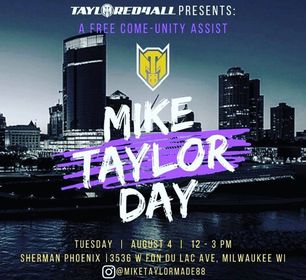 TAYLORED4ALL PRESENTS:
A FREE COME-UNITY ASSIST
MIKE
TAYLOR
DAY
TUESDAY | AUGUST 4 | 12 - 3 PM
SHERMAN PHOENIX |3536 W FON DU LAC AVE, MILWAUKEE WI
@MIKETAYLORMADE88